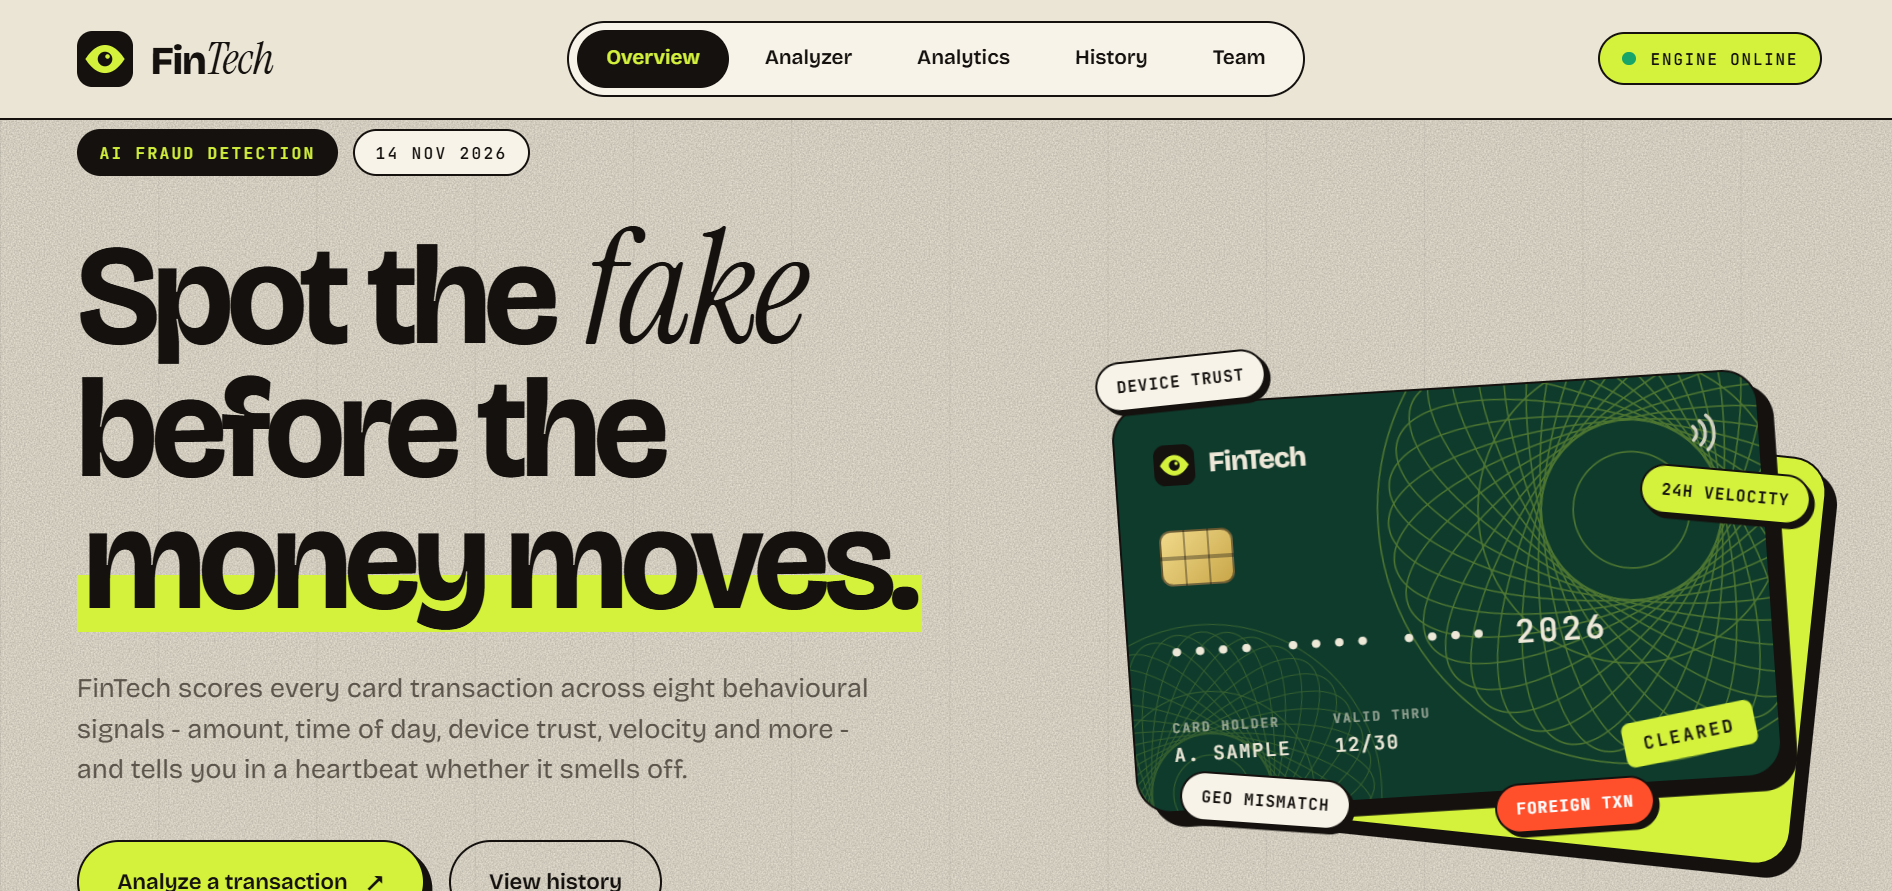 FinTech
Overview
Analyzer
Analytics
History
Team
ENGINE ONLINE
AI FRAUD DETECTION
14 NOV 2026
Spot the fake
before the
money moves.
FinTech scores every card transaction across eight behavioural
signals - amount, time of day, device trust, velocity and more -
and tells you in a heartbeat whether it smells off.
Analyze a transaction ↗
View history
DEVICE TRUST
FinTech
24H VELOCITY
•••• •••• •••• 2026
CARD HOLDER
A. SAMPLE
VALID THRU
12/30
CLEARED
GEO MISMATCH
FOREIGN TXN